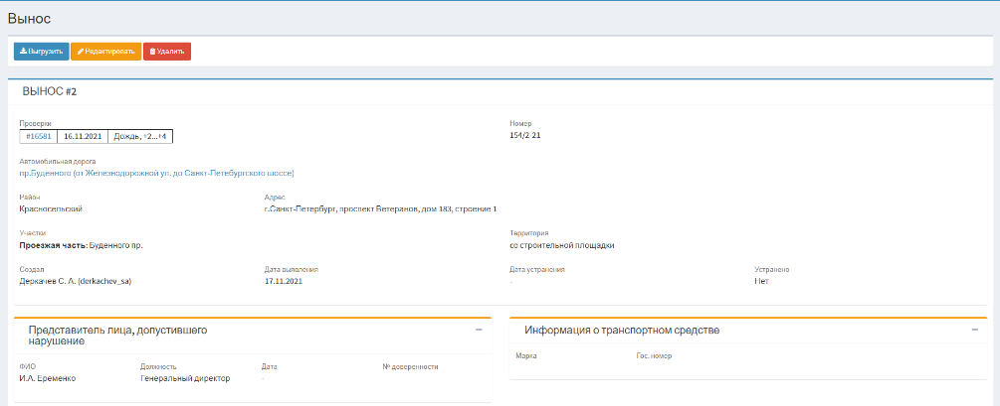 Вынос
Выгрузить Редактировать Удалить
ВЫНОС #2
Проверки Номер
#16581 16.11.2021 Дождь, +2...+4 154/2-21
Автомобильная дорога
пр.Буденного (от Железнодорожной ул. до Санкт-Петебургского шоссе)
Район Адрес
Красносельский г.Санкт-Петербург, проспект Ветеранов, дом 183, строение 1
Участки Территория
Проезжая часть: Буденного пр. со строительной площадки
Создал Дата выявления Дата устранения Устранено
Деркачев С. А. (derkachev_sa) 17.11.2021 - Нет
Представитель лица, допустившего
нарушение
ФИО Должность Дата № доверенности
И.А. Еременко Генеральный директор -
Информация о транспортном средстве
Марка Гос. номер